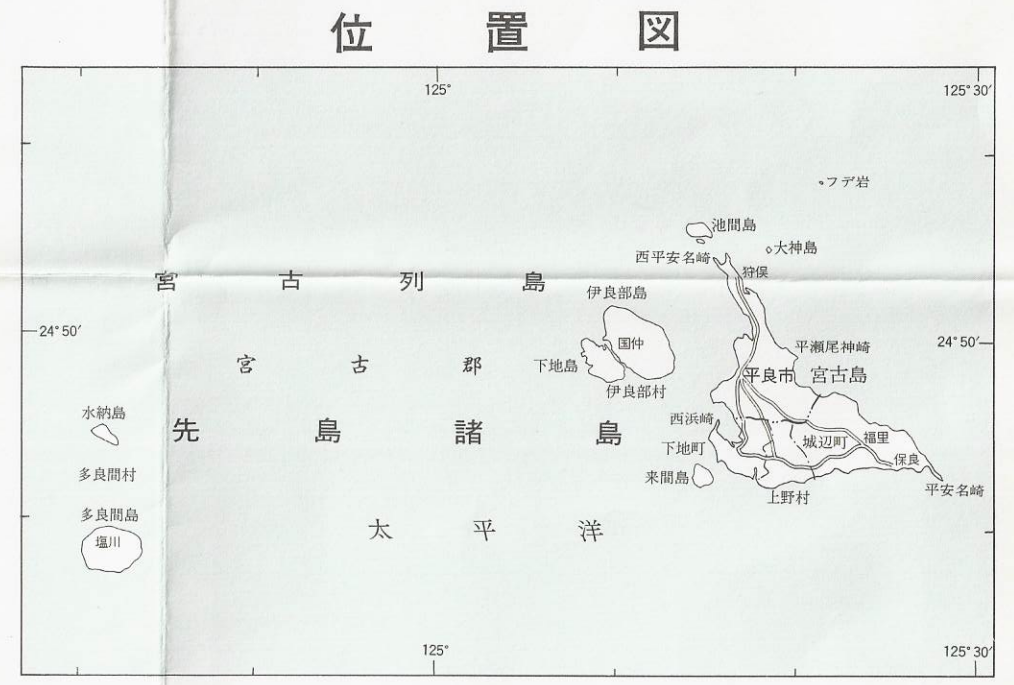 位置図
125°
125°30′
フデ岩
池間島
大神島
西平安名崎
狩俣
宮古列島
伊良部島
24°50′
24°50′
国仲
平瀬尾神崎
宮古郡
下地島
平良市
宮古島
伊良部村
水納島
先島諸島
西浜崎
城辺町
福里
下地町
保良
多良間村
来間島
平安名崎
上野村
多良間島
塩川
太平洋
125°
125°30′